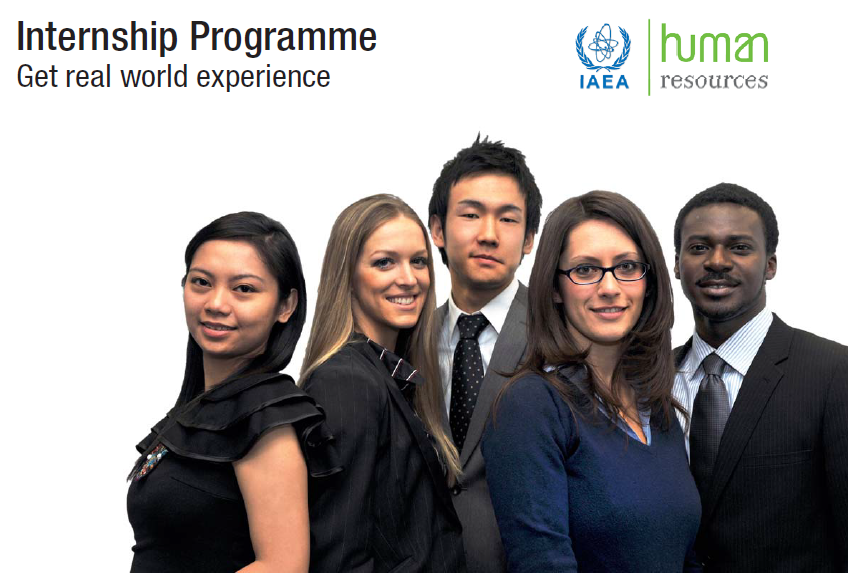 Internship Programme
Get real world experience
IAEA
human
resources